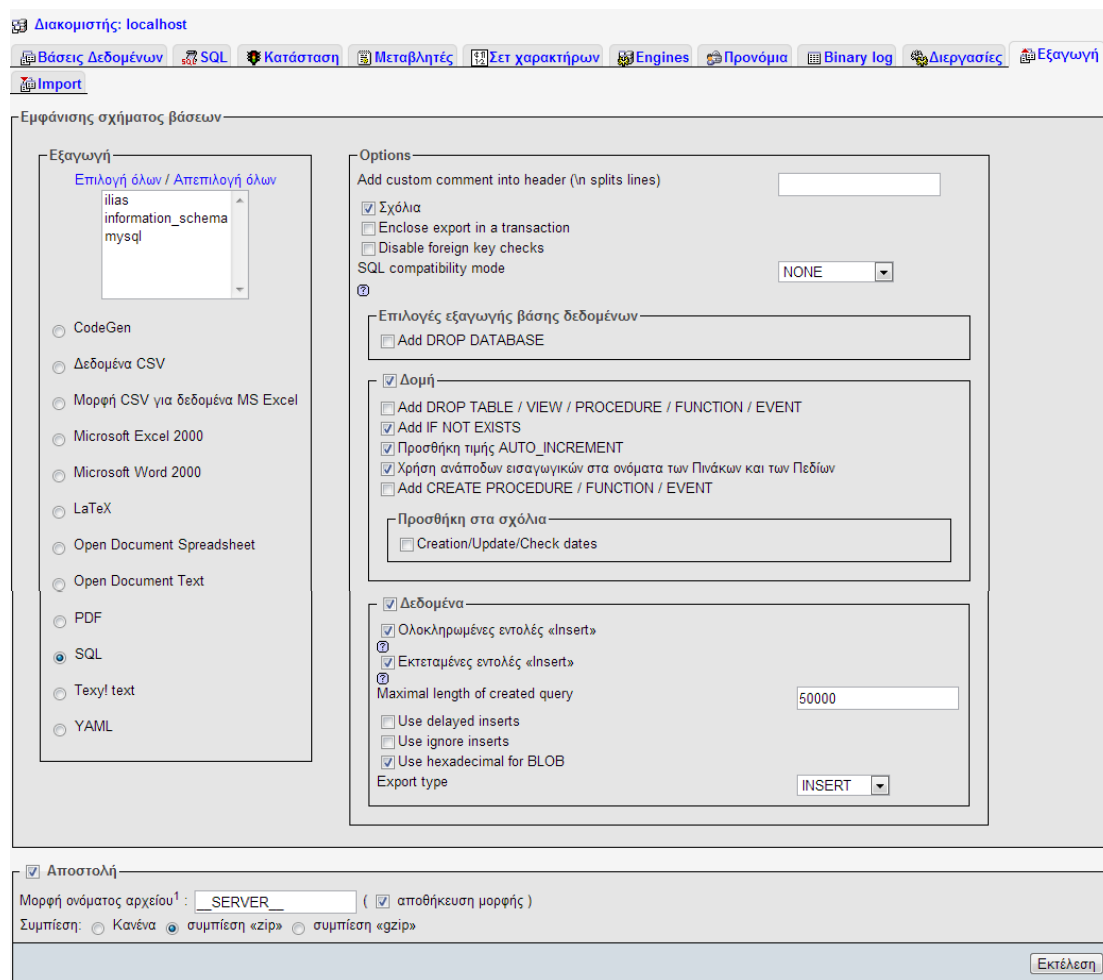 Διακομιστής: localhost
Βάσεις Δεδομένων SQL Κατάσταση Μεταβλητές Σετ χαρακτήρων Engines Προνόμια Binary log Διεργασίες Εξαγωγή
Import
Εμφάνισης σχήματος βάσεων
Εξαγωγή
Επιλογή όλων / Απεπιλογή όλων
ilias
information_schema
mysql
CodeGen
Δεδομένα CSV
Μορφή CSV για δεδομένα MS Excel
Microsoft Excel 2000
Microsoft Word 2000
LaTeX
Open Document Spreadsheet
Open Document Text
PDF
SQL
Texy! text
YAML
Options
Add custom comment into header (\n splits lines)
Σχόλια
Enclose export in a transaction
Disable foreign key checks
SQL compatibility mode NONE
Επιλογές εξαγωγής βάσης δεδομένων
Add DROP DATABASE
Δομή
Add DROP TABLE / VIEW / PROCEDURE / FUNCTION / EVENT
Add IF NOT EXISTS
Προσθήκη τιμής AUTO_INCREMENT
Χρήση ανάποδων εισαγωγικών στα ονόματα των Πινάκων και των Πεδίων
Add CREATE PROCEDURE / FUNCTION / EVENT
Προσθήκη στα σχόλια
Creation/Update/Check dates
Δεδομένα
Ολοκληρωμένες εντολές «Insert»
Εκτεταμένες εντολές «Insert»
Maximal length of created query 50000
Use delayed inserts
Use ignore inserts
Use hexadecimal for BLOB
Export type INSERT
Αποστολή
Μορφή ονόματος αρχείου1 : __SERVER__ ( αποθήκευση μορφής )
Συμπίεση: Κανένα συμπίεση «zip» συμπίεση «gzip»
Εκτέλεση